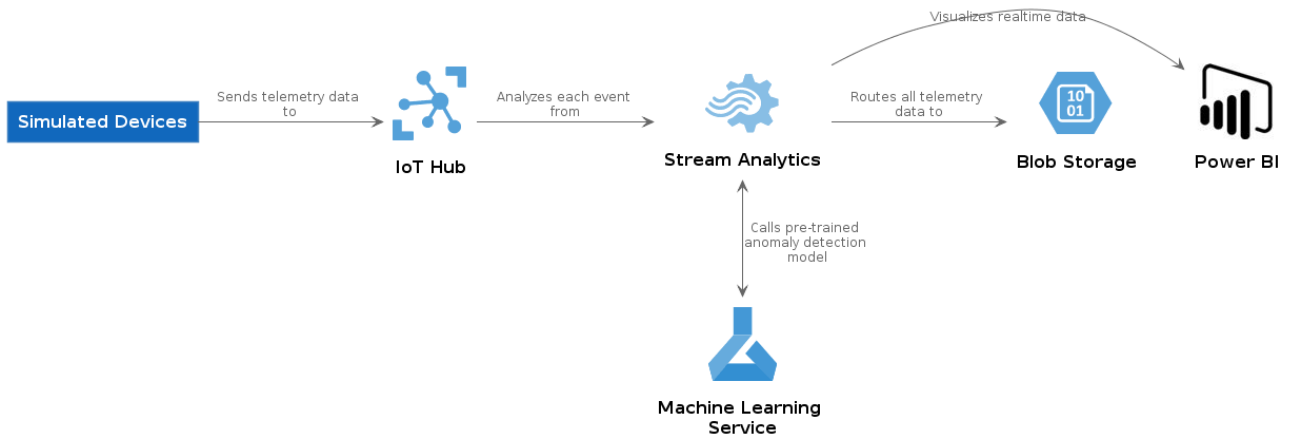 Visualizes realtime data
Simulated Devices
Sends telemetry data
to
IoT Hub
Analyzes each event
from
Stream Analytics
Routes all telemetry
data to
10
01
Blob Storage
Power BI
Calls pre-trained
anomaly detection
model
Machine Learning
Service